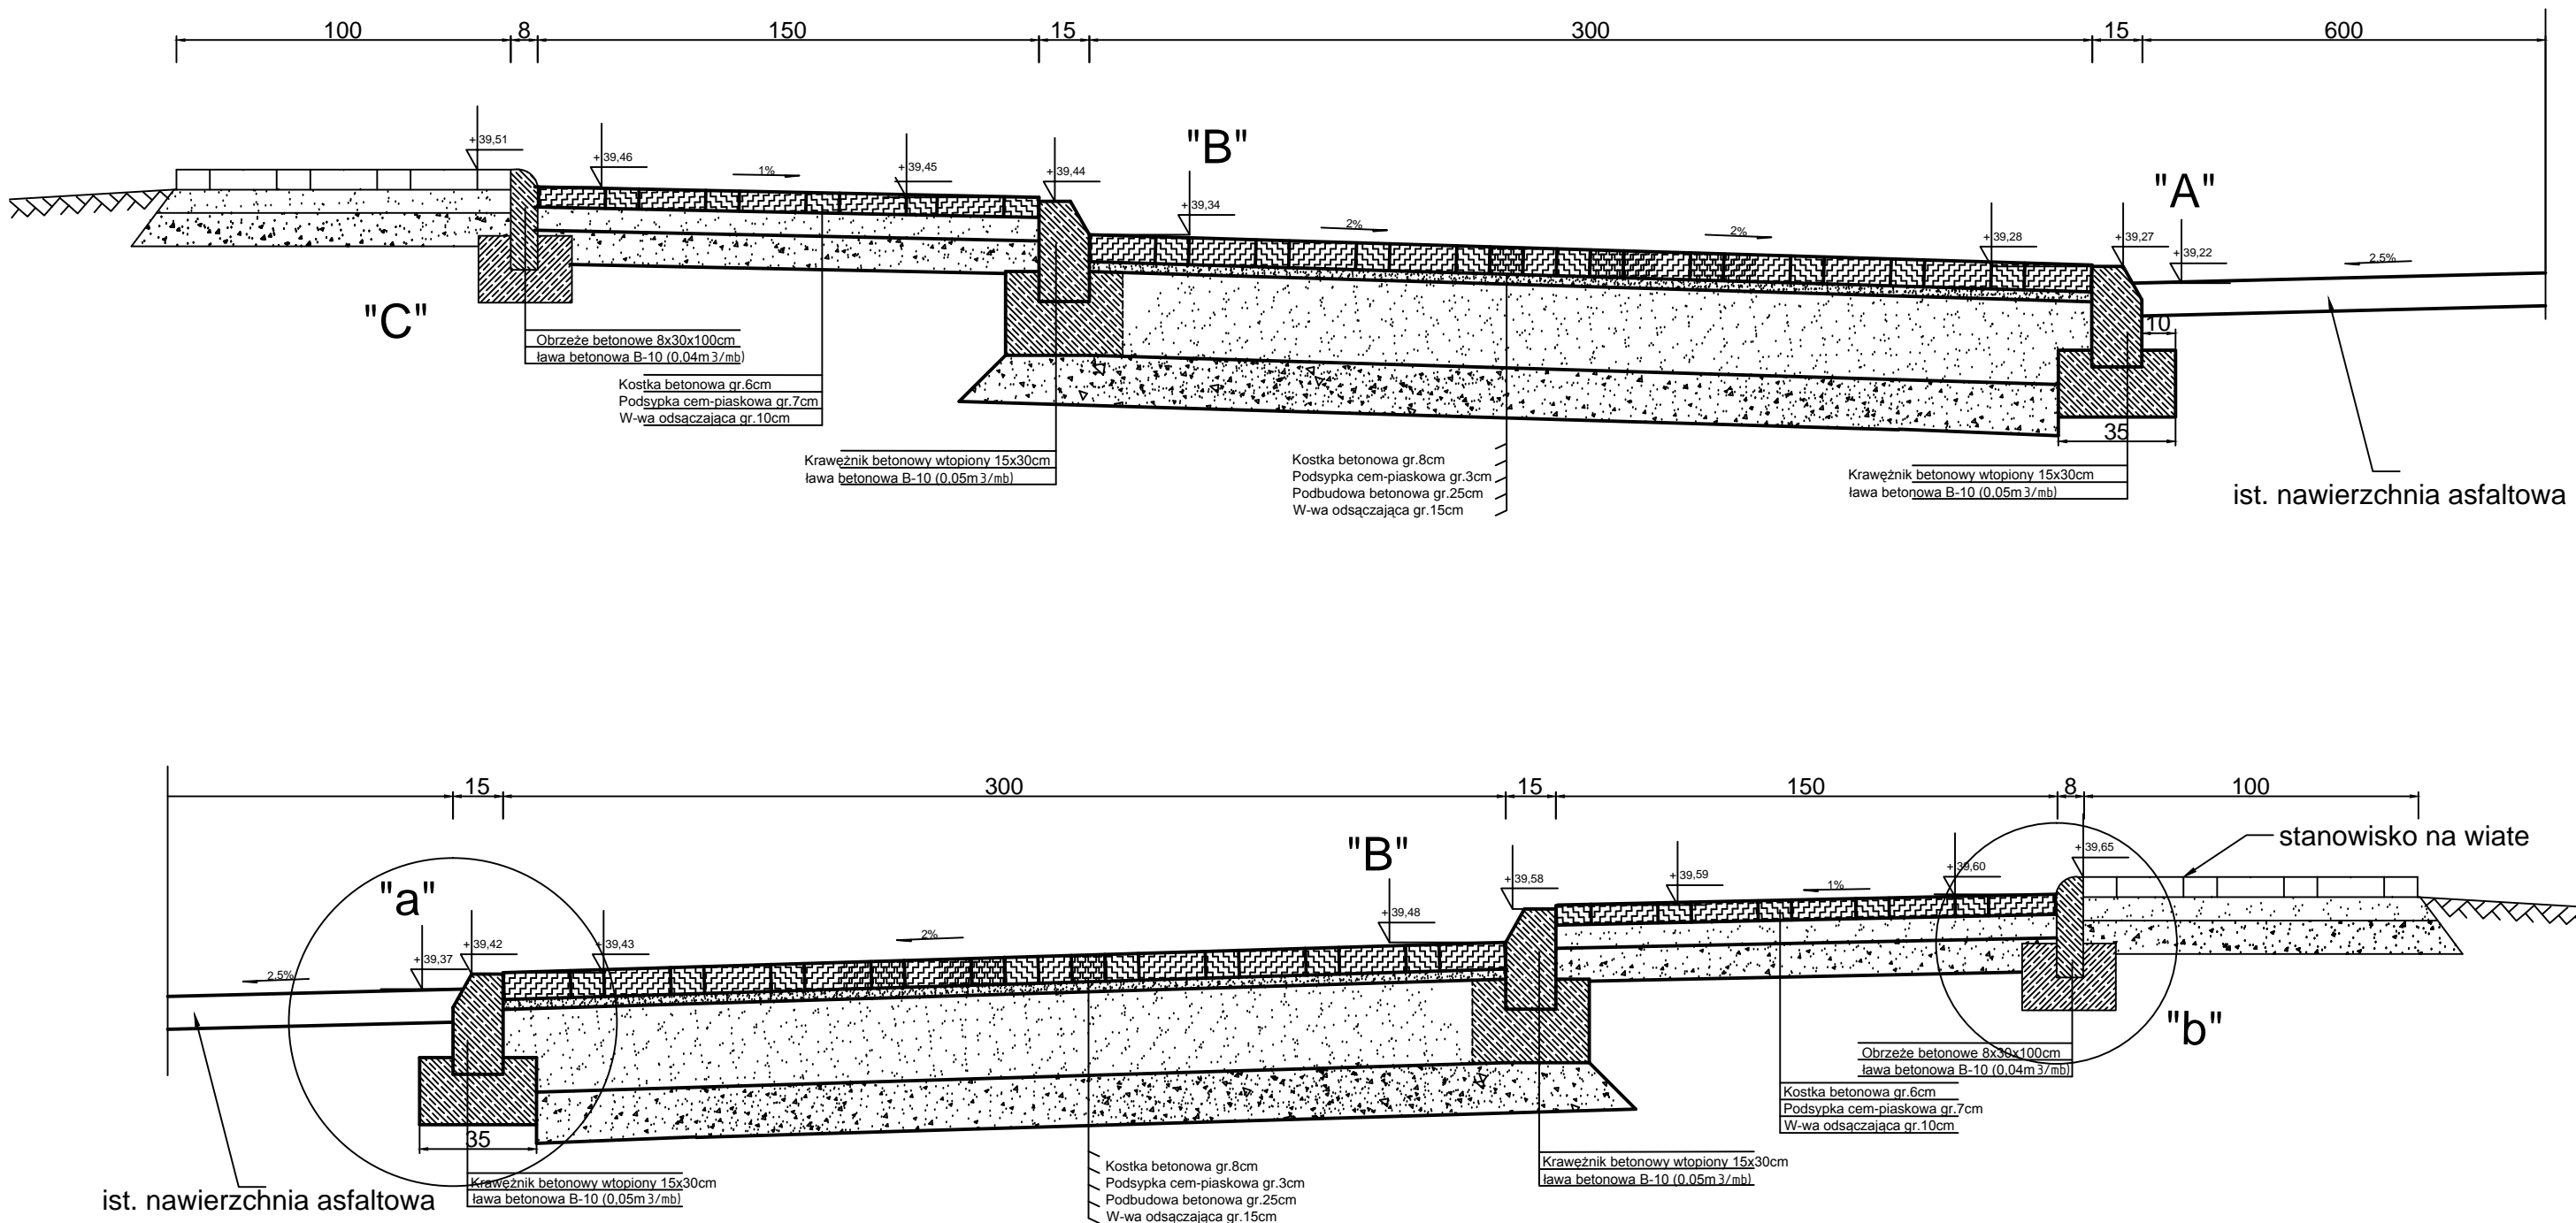 100 8 150 15 300 15 600
"B"
+39,51
+39,46
+39,45
+39,44
1%
"A"
+39,34
2%
2%
+39,28
+39,27
+39,22
2,5%
"C"
10
Obrzeże betonowe 8x30x100cm
ława betonowa B-10 (0,04m3/mb)
Kostka betonowa gr.6cm
Podsypka cem-piaskowa gr.7cm
W-wa odsączająca gr.10cm
35
Krawężnik betonowy wtopiony 15x30cm
ława betonowa B-10 (0,05m3/mb)
Kostka betonowa gr.8cm
Podsypka cem-piaskowa gr.3cm
Podbudowa betonowa gr.25cm
W-wa odsączająca gr.15cm
Krawężnik betonowy wtopiony 15x30cm
ława betonowa B-10 (0,05m3/mb)
ist. nawierzchnia asfaltowa
15 300 15 150 8 100
stanowisko na wiate
"B"
+39,65
+39,60
+39,59
+39,58
1%
"a"
+39,48
2%
+39,43
+39,42
+39,37
2,5%
"b"
Obrzeże betonowe 8x30x100cm
ława betonowa B-10 (0,04m3/mb)
Kostka betonowa gr.6cm
Podsypka cem-piaskowa gr.7cm
W-wa odsączająca gr.10cm
35
Krawężnik betonowy wtopiony 15x30cm
ława betonowa B-10 (0,05m3/mb)
Kostka betonowa gr.8cm
Podsypka cem-piaskowa gr.3cm
Podbudowa betonowa gr.25cm
W-wa odsączająca gr.15cm
Krawężnik betonowy wtopiony 15x30cm
ława betonowa B-10 (0,05m3/mb)
ist. nawierzchnia asfaltowa